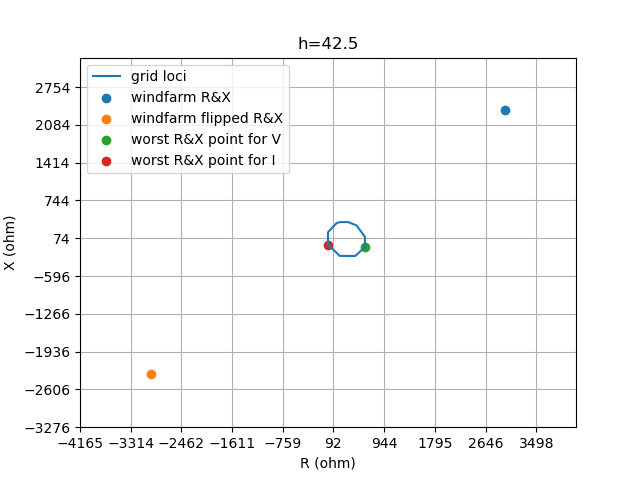 h=42.5
grid loci
windfarm R&X
windfarm flipped R&X
worst R&X point for V
worst R&X point for I
2754
2084
1414
744
74
−596
−1266
−1936
−2606
−3276
X (ohm)
−4165 −3314 −2462 −1611 −759 92 944 1795 2646 3498
R (ohm)